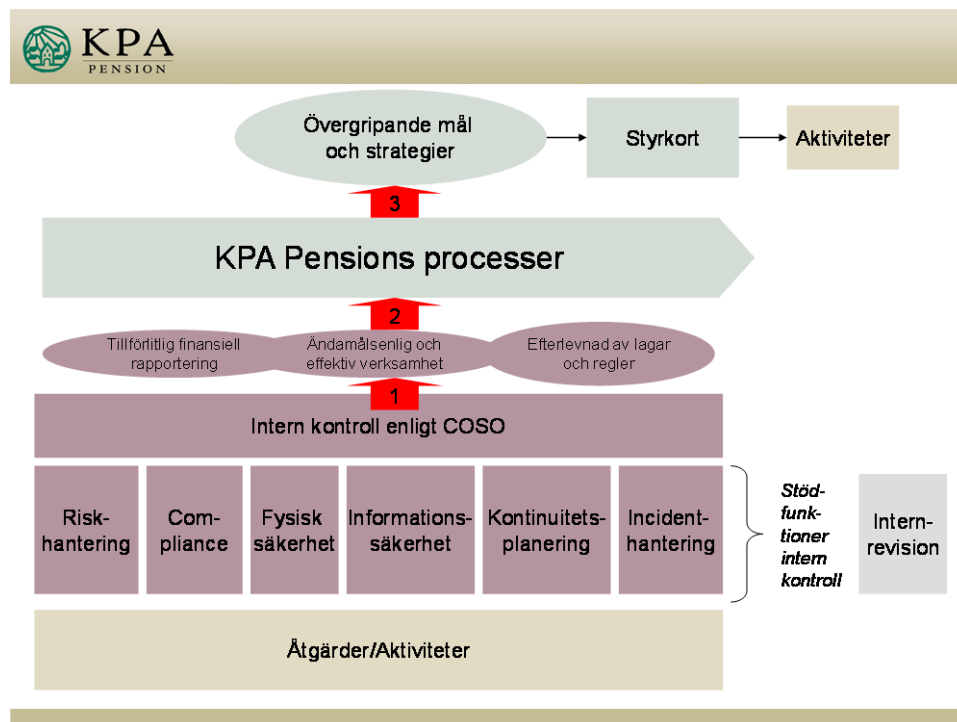 KPA
PENSION
Övergripande mål
och strategier
Styrkort
Aktiviteter
3
KPA Pensions processer
2
Tillförlitlig finansiell
rapportering
Ändamålsenlig och
effektiv verksamhet
Efterlevnad av lagar
och regler
1
Intern kontroll enligt COSO
Risk-
hantering
Com-
pliance
Fysisk
säkerhet
Informations-
säkerhet
Kontinuitets-
planering
Incident-
hantering
Stöd-
funk-
tioner
intern
kontroll
Intern-
revision
Åtgärder/Aktiviteter